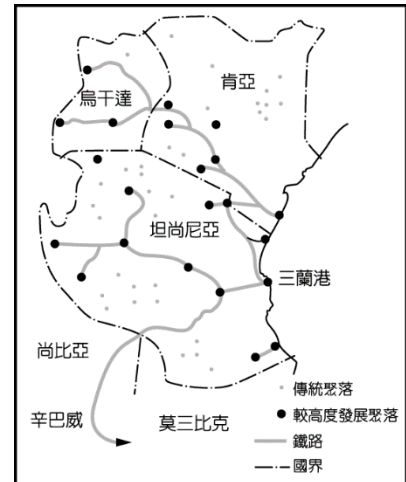 烏干達
肯亞
坦尚尼亞
三蘭港
尚比亞
辛巴威
莫三比克
傳統聚落
較高度發展聚落
鐵路
國界